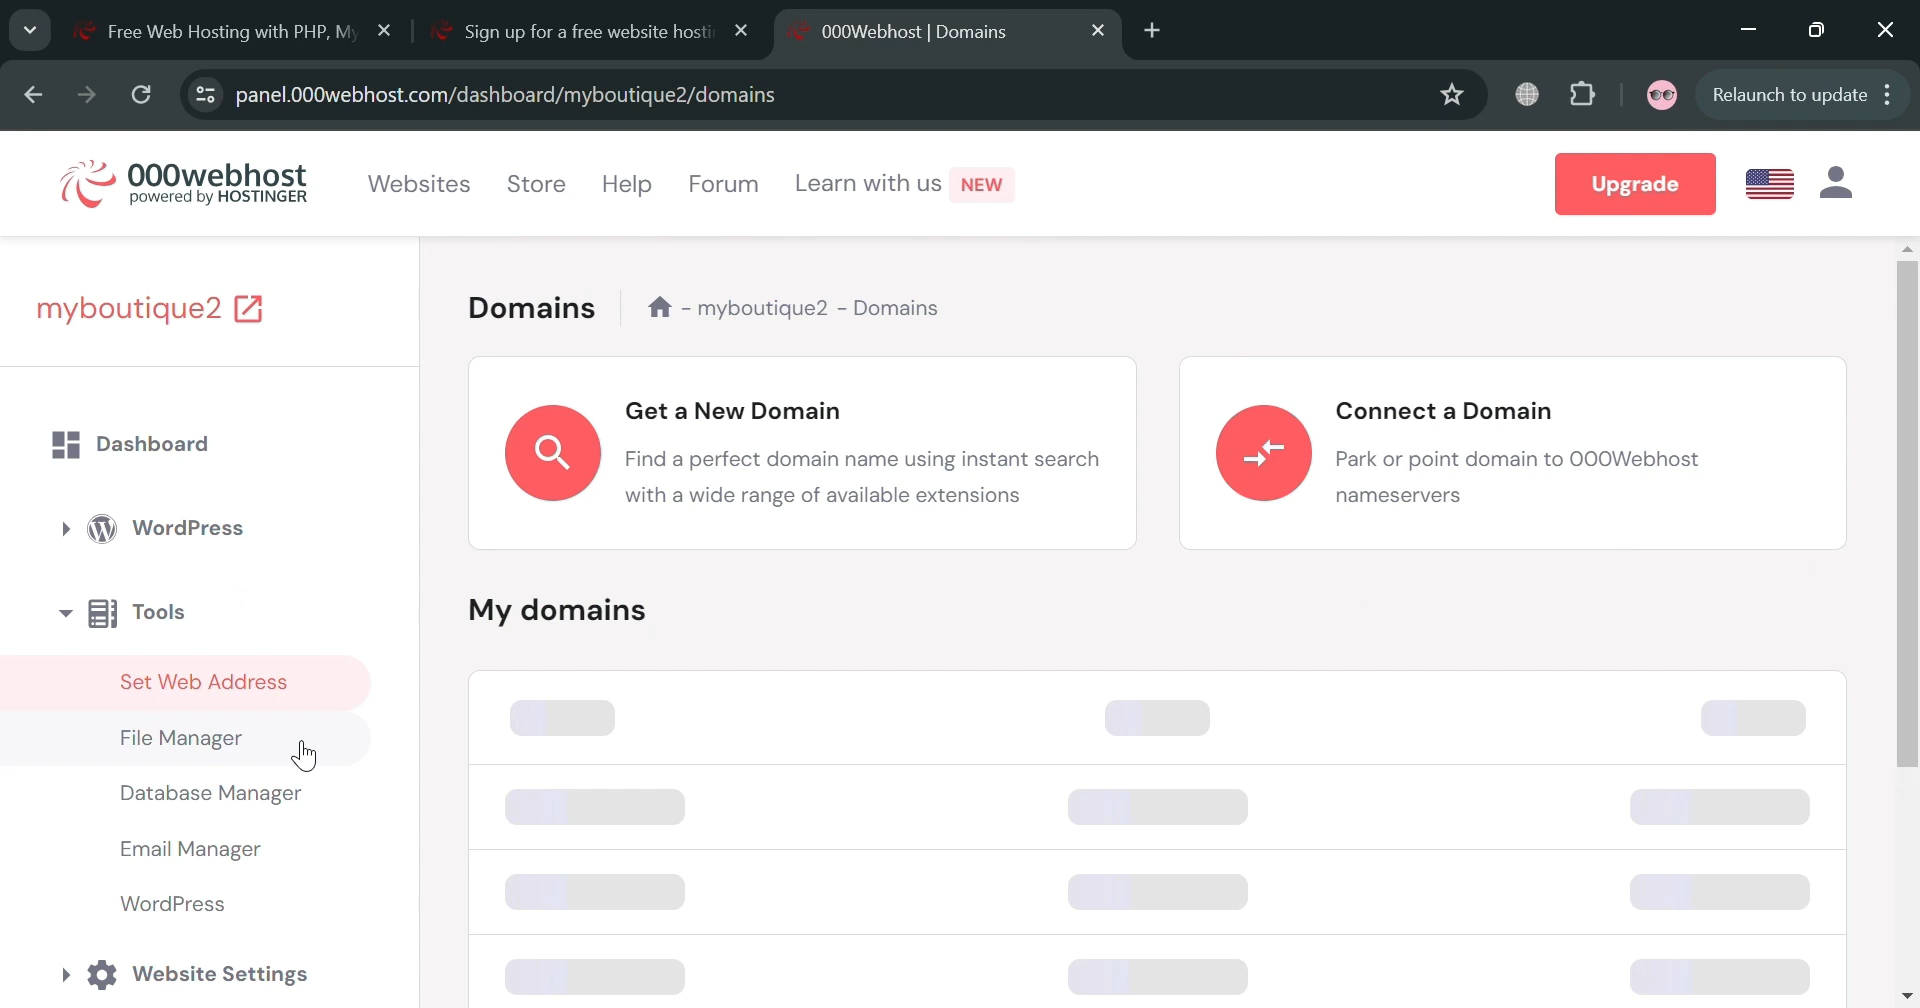 Free Web Hosting with PHP, My
Sign up for a free website hosti
000Webhost | Domains
panel.000webhost.com/dashboard/myboutique2/domains
Relaunch to update
000webhost
powered by HOSTINGER
Websites
Store
Help
Forum
Learn with us NEW
Upgrade
myboutique2
Dashboard
WordPress
Tools
Set Web Address
File Manager
Database Manager
Email Manager
WordPress
Website Settings
Domains
- myboutique2 - Domains
Get a New Domain
Find a perfect domain name using instant search
with a wide range of available extensions
Connect a Domain
Park or point domain to 000Webhost
nameservers
My domains